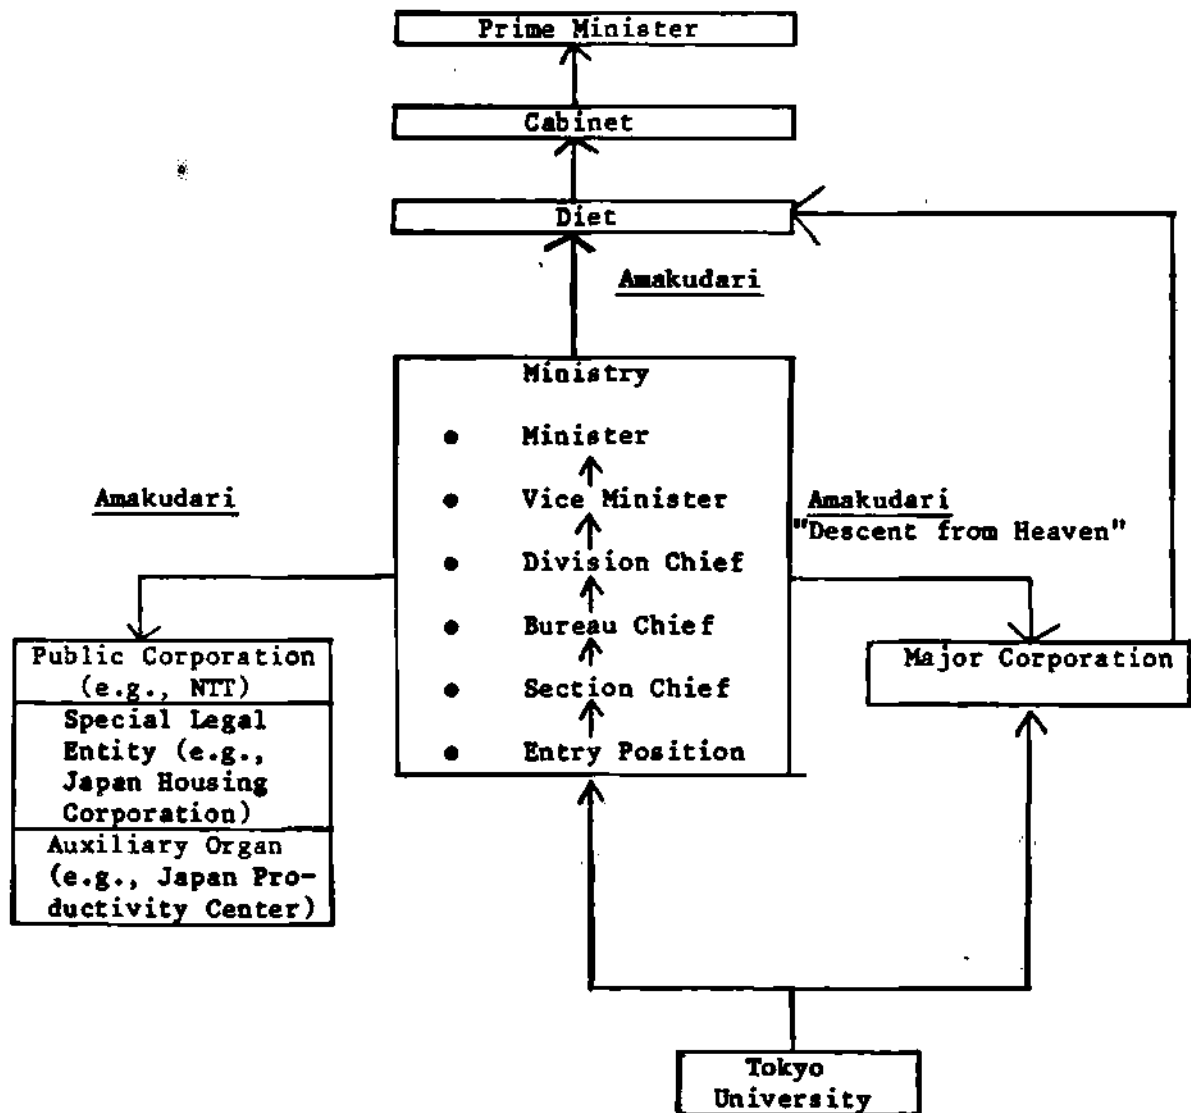 Prime Minister
Cabinet
Diet
Amakudari
Ministry
● Minister
● Vice Minister
● Division Chief
● Bureau Chief
● Section Chief
● Entry Position
Amakudari
Amakudari
"Descent from Heaven"
Public Corporation
(e.g., NTT)
Special Legal
Entity (e.g.,
Japan Housing
Corporation)
Auxiliary Organ
(e.g., Japan Pro-
ductivity Center)
Major Corporation
Tokyo
University